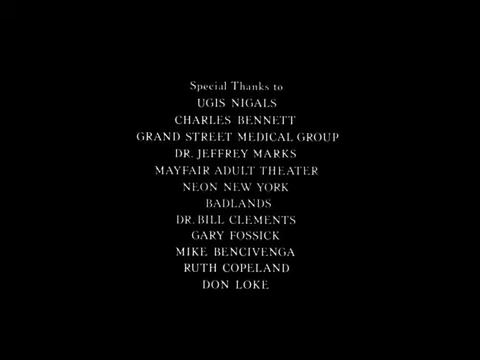 Special Thanks to
UGIS NIGALS
CHARLES BENNETT
GRAND STREET MEDICAL GROUP
DR. JEFFREY MARKS
MAYFAIR ADULT THEATER
NEON NEW YORK
BADLANDS
DR. BILL CLEMENTS
GARY FOSSICK
MIKE BENCIVENGA
RUTH COPELAND
DON LOKE